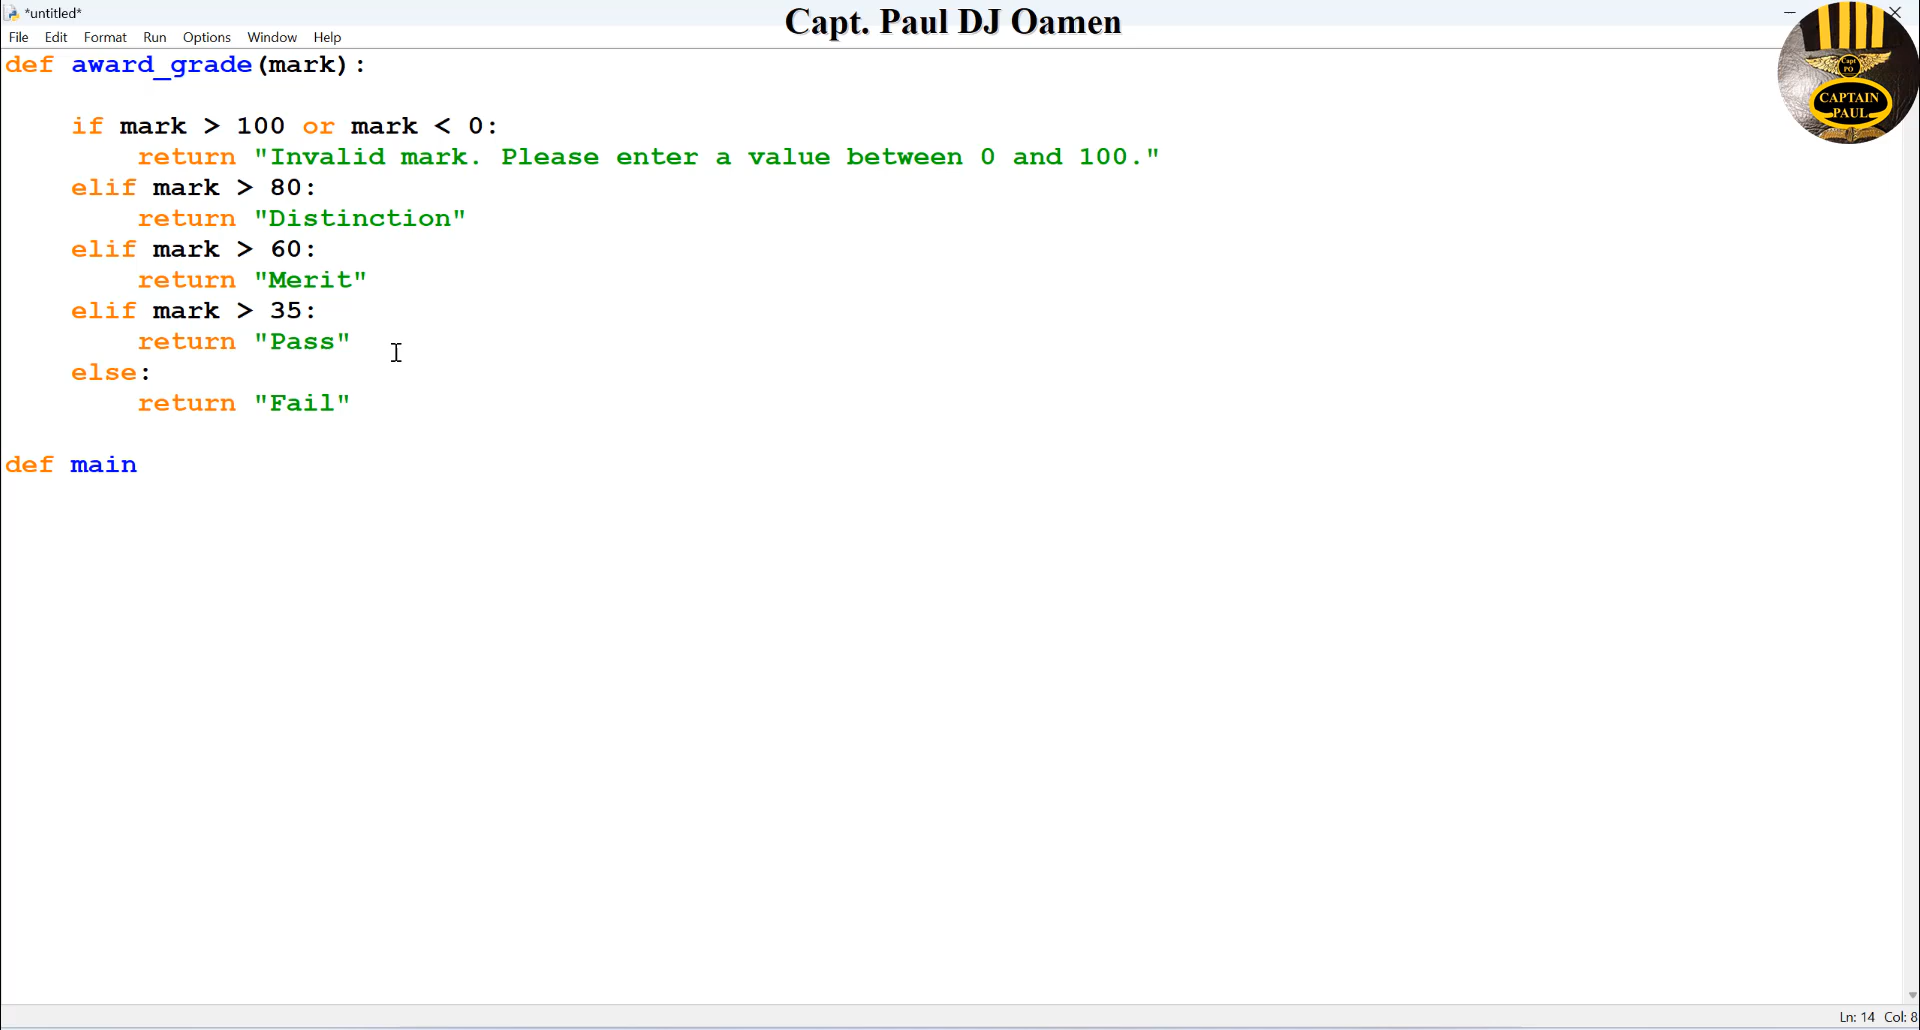 *untitled*
Capt. Paul DJ Oamen
File Edit Format Run Options Window Help
def award_grade(mark):
    if mark > 100 or mark < 0:
        return "Invalid mark. Please enter a value between 0 and 100."
    elif mark > 80:
        return "Distinction"
    elif mark > 60:
        return "Merit"
    elif mark > 35:
        return "Pass"
    else:
        return "Fail"
def main
Capt
PO
CAPTAIN
PAUL
Ln: 14 Col: 8